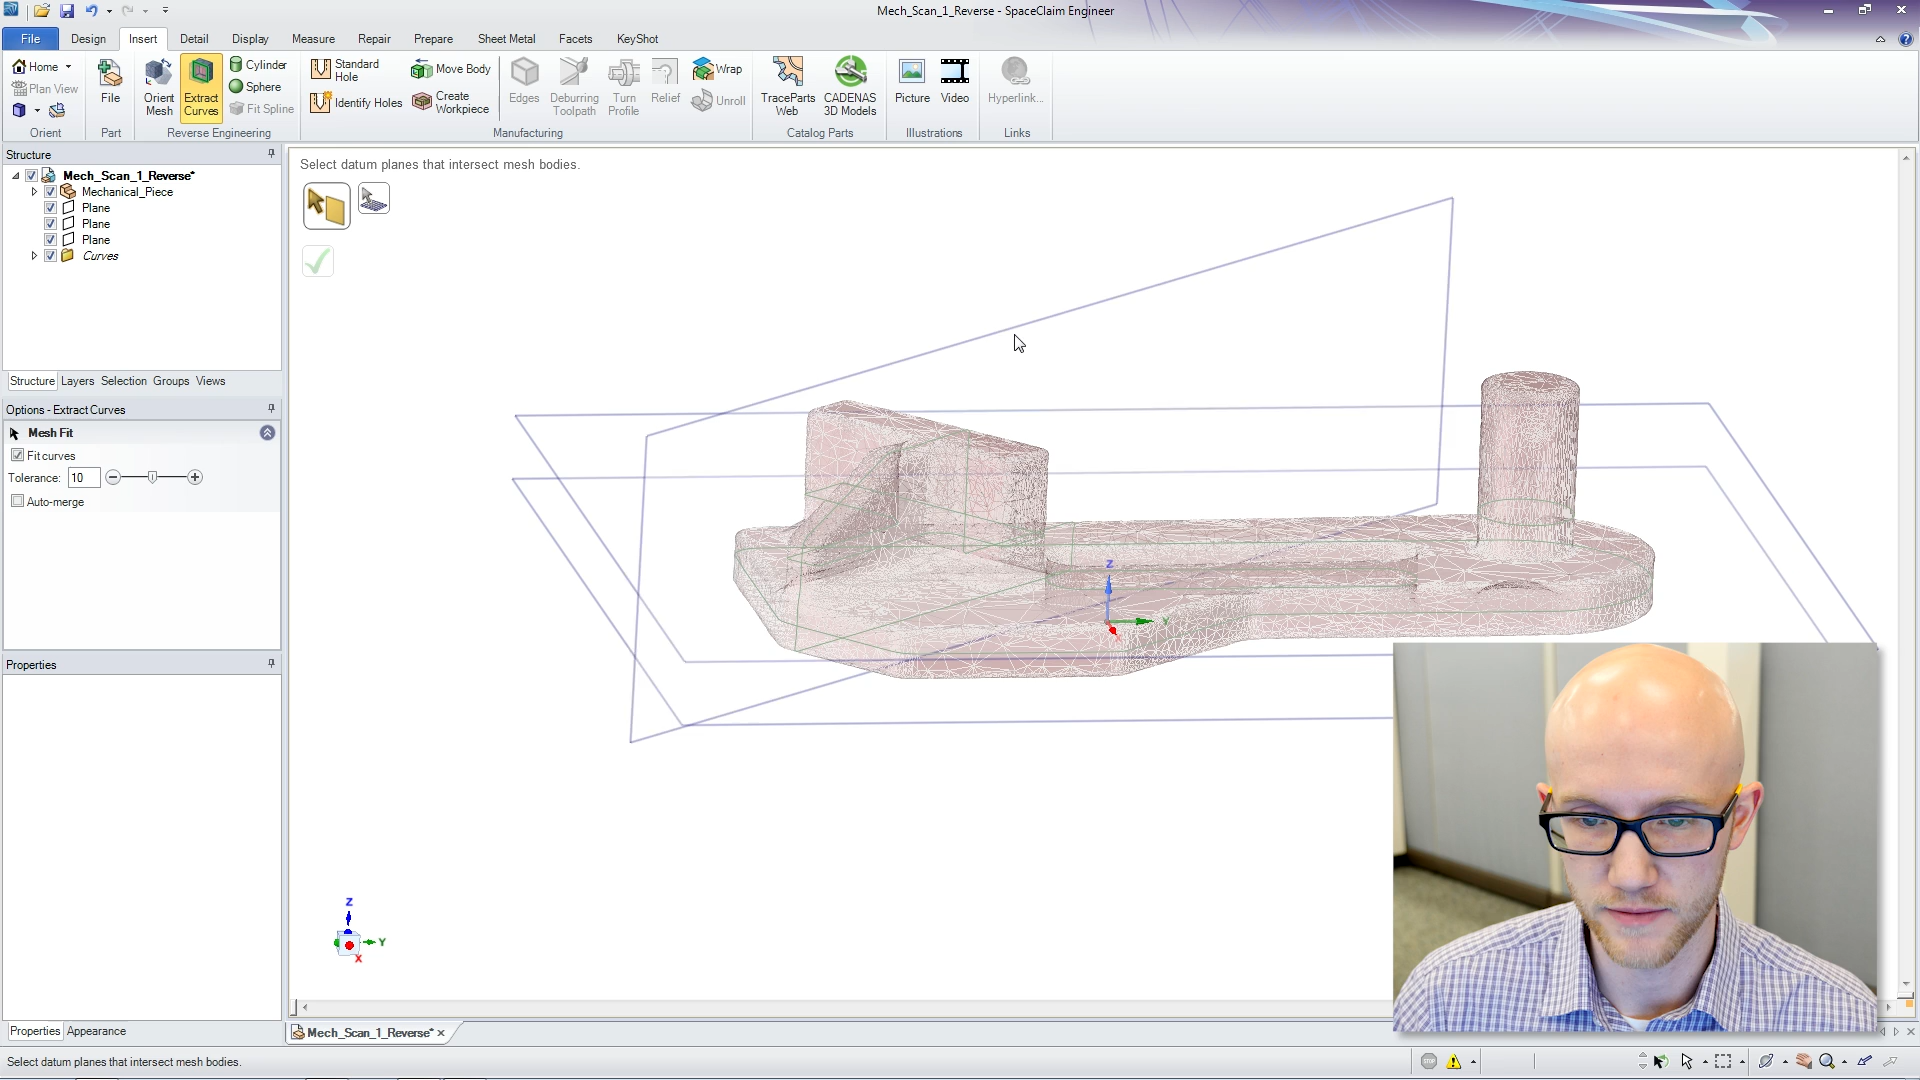 Mech_Scan_1_Reverse - SpaceClaim Engineer
File Design Insert Detail Display Measure Repair Prepare Sheet Metal Facets KeyShot
Home
Plan View
Orient
File
Part
Orient Mesh
Extract Curves
Cylinder
Sphere
Fit Spline
Reverse Engineering
Standard Hole
Identify Holes
Move Body
Create Workpiece
Edges
Deburring Toolpath
Turn Profile
Relief
Wrap
Unroll
Manufacturing
TraceParts Web
CADENAS 3D Models
Catalog Parts
Picture
Video
Illustrations
Hyperlink...
Links
Structure
Mech_Scan_1_Reverse*
Mechanical_Piece
Plane
Plane
Plane
Curves
Structure Layers Selection Groups Views
Options - Extract Curves
Mesh Fit
Fit curves
Tolerance: 10
Auto-merge
Properties
Properties Appearance
Select datum planes that intersect mesh bodies.
Z
Y
X
Z
Y
X
Mech_Scan_1_Reverse*
Select datum planes that intersect mesh bodies.